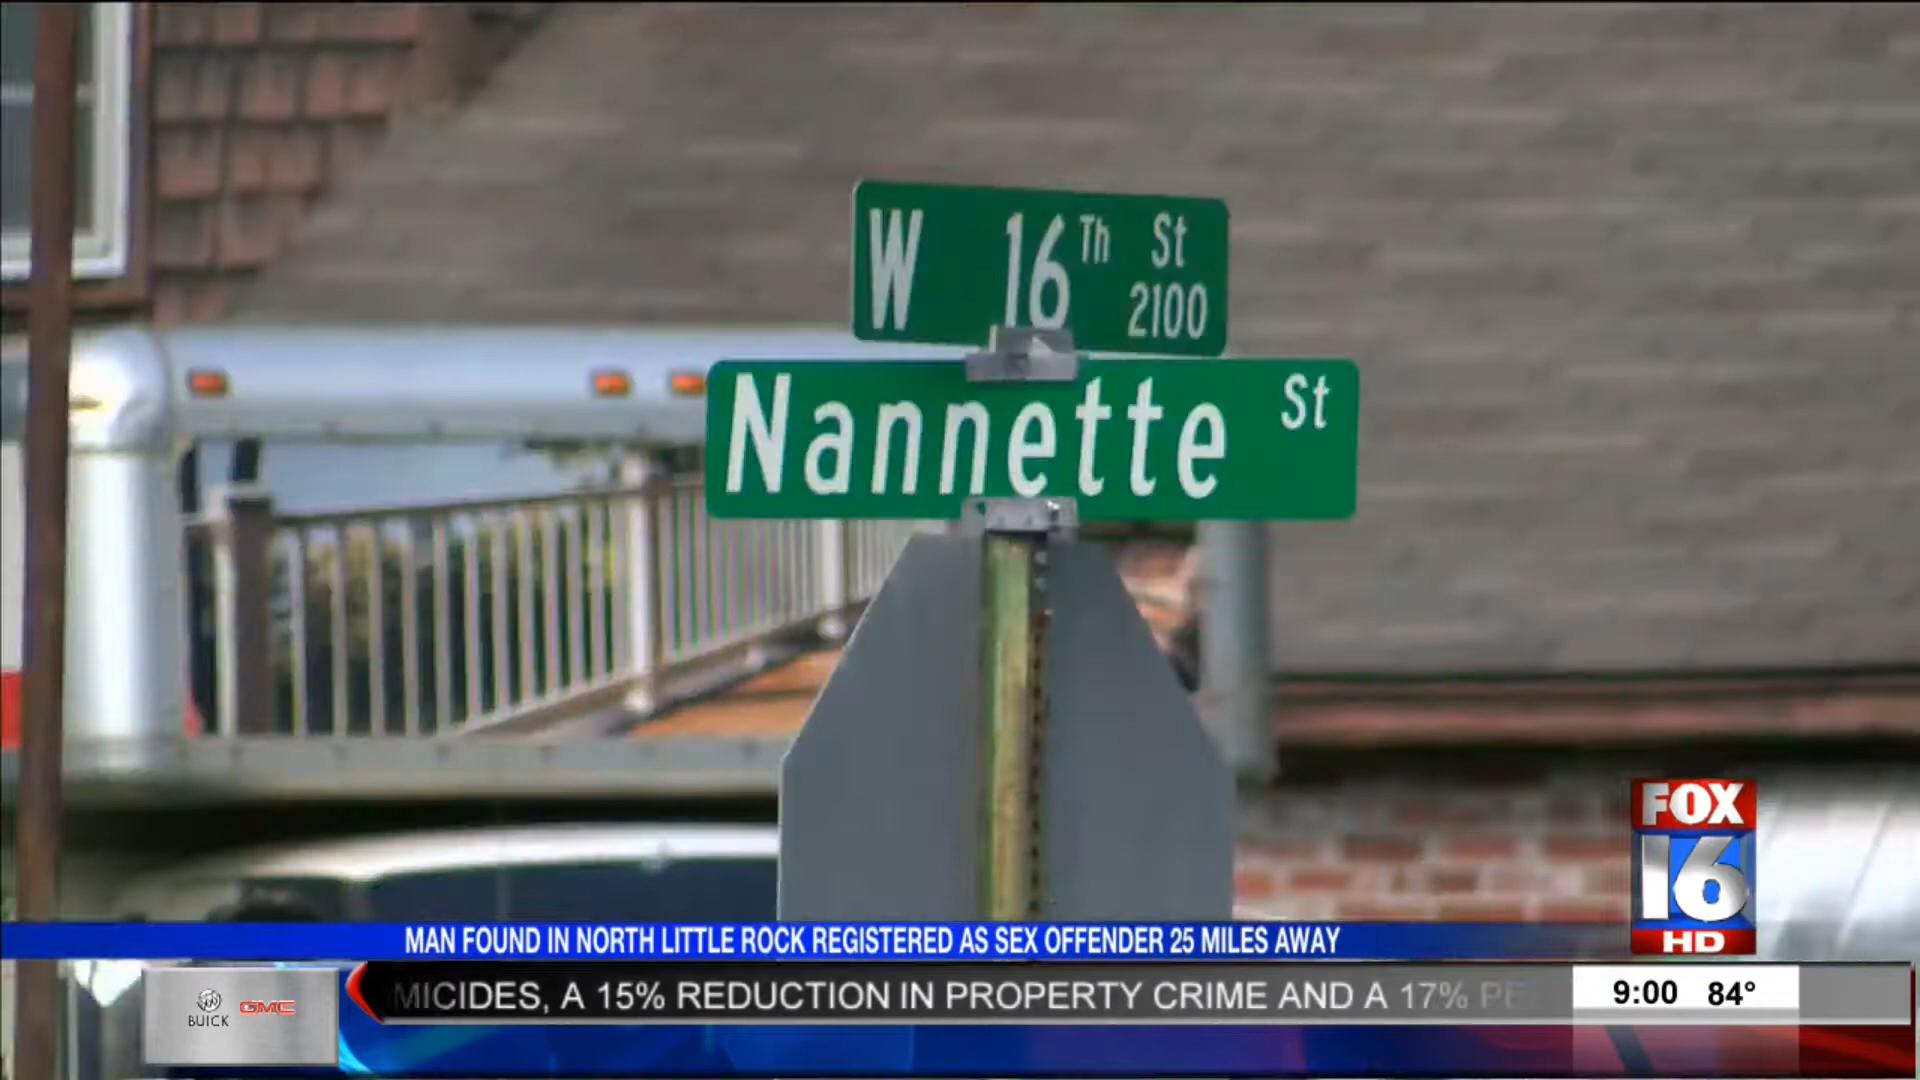 W 16Th St
2100
Nannette St
FOX
16
HD
MAN FOUND IN NORTH LITTLE ROCK REGISTERED AS SEX OFFENDER 25 MILES AWAY
BUICK GMC
MICIDES, A 15% REDUCTION IN PROPERTY CRIME AND A 17%
9:00 84°